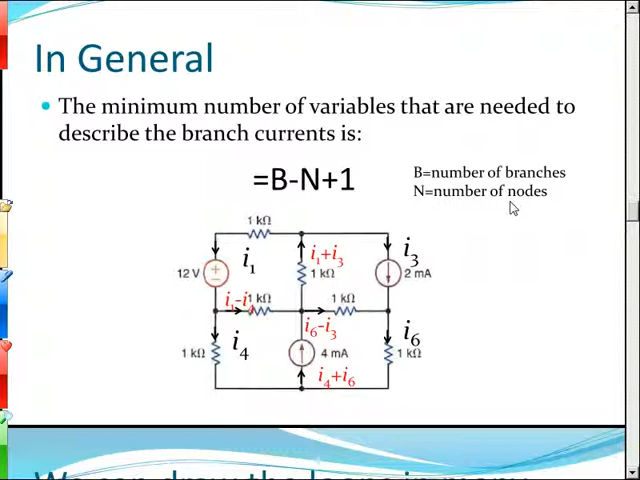 In General
The minimum number of variables that are needed to
describe the branch currents is:
=B-N+1
B=number of branches
N=number of nodes
1 kΩ
i1
i1+i3
i3
12 V
1 kΩ
2 mA
1 kΩ
1 kΩ
i6-i3
i6
i4
1 kΩ
4 mA
1 kΩ
i4+i6